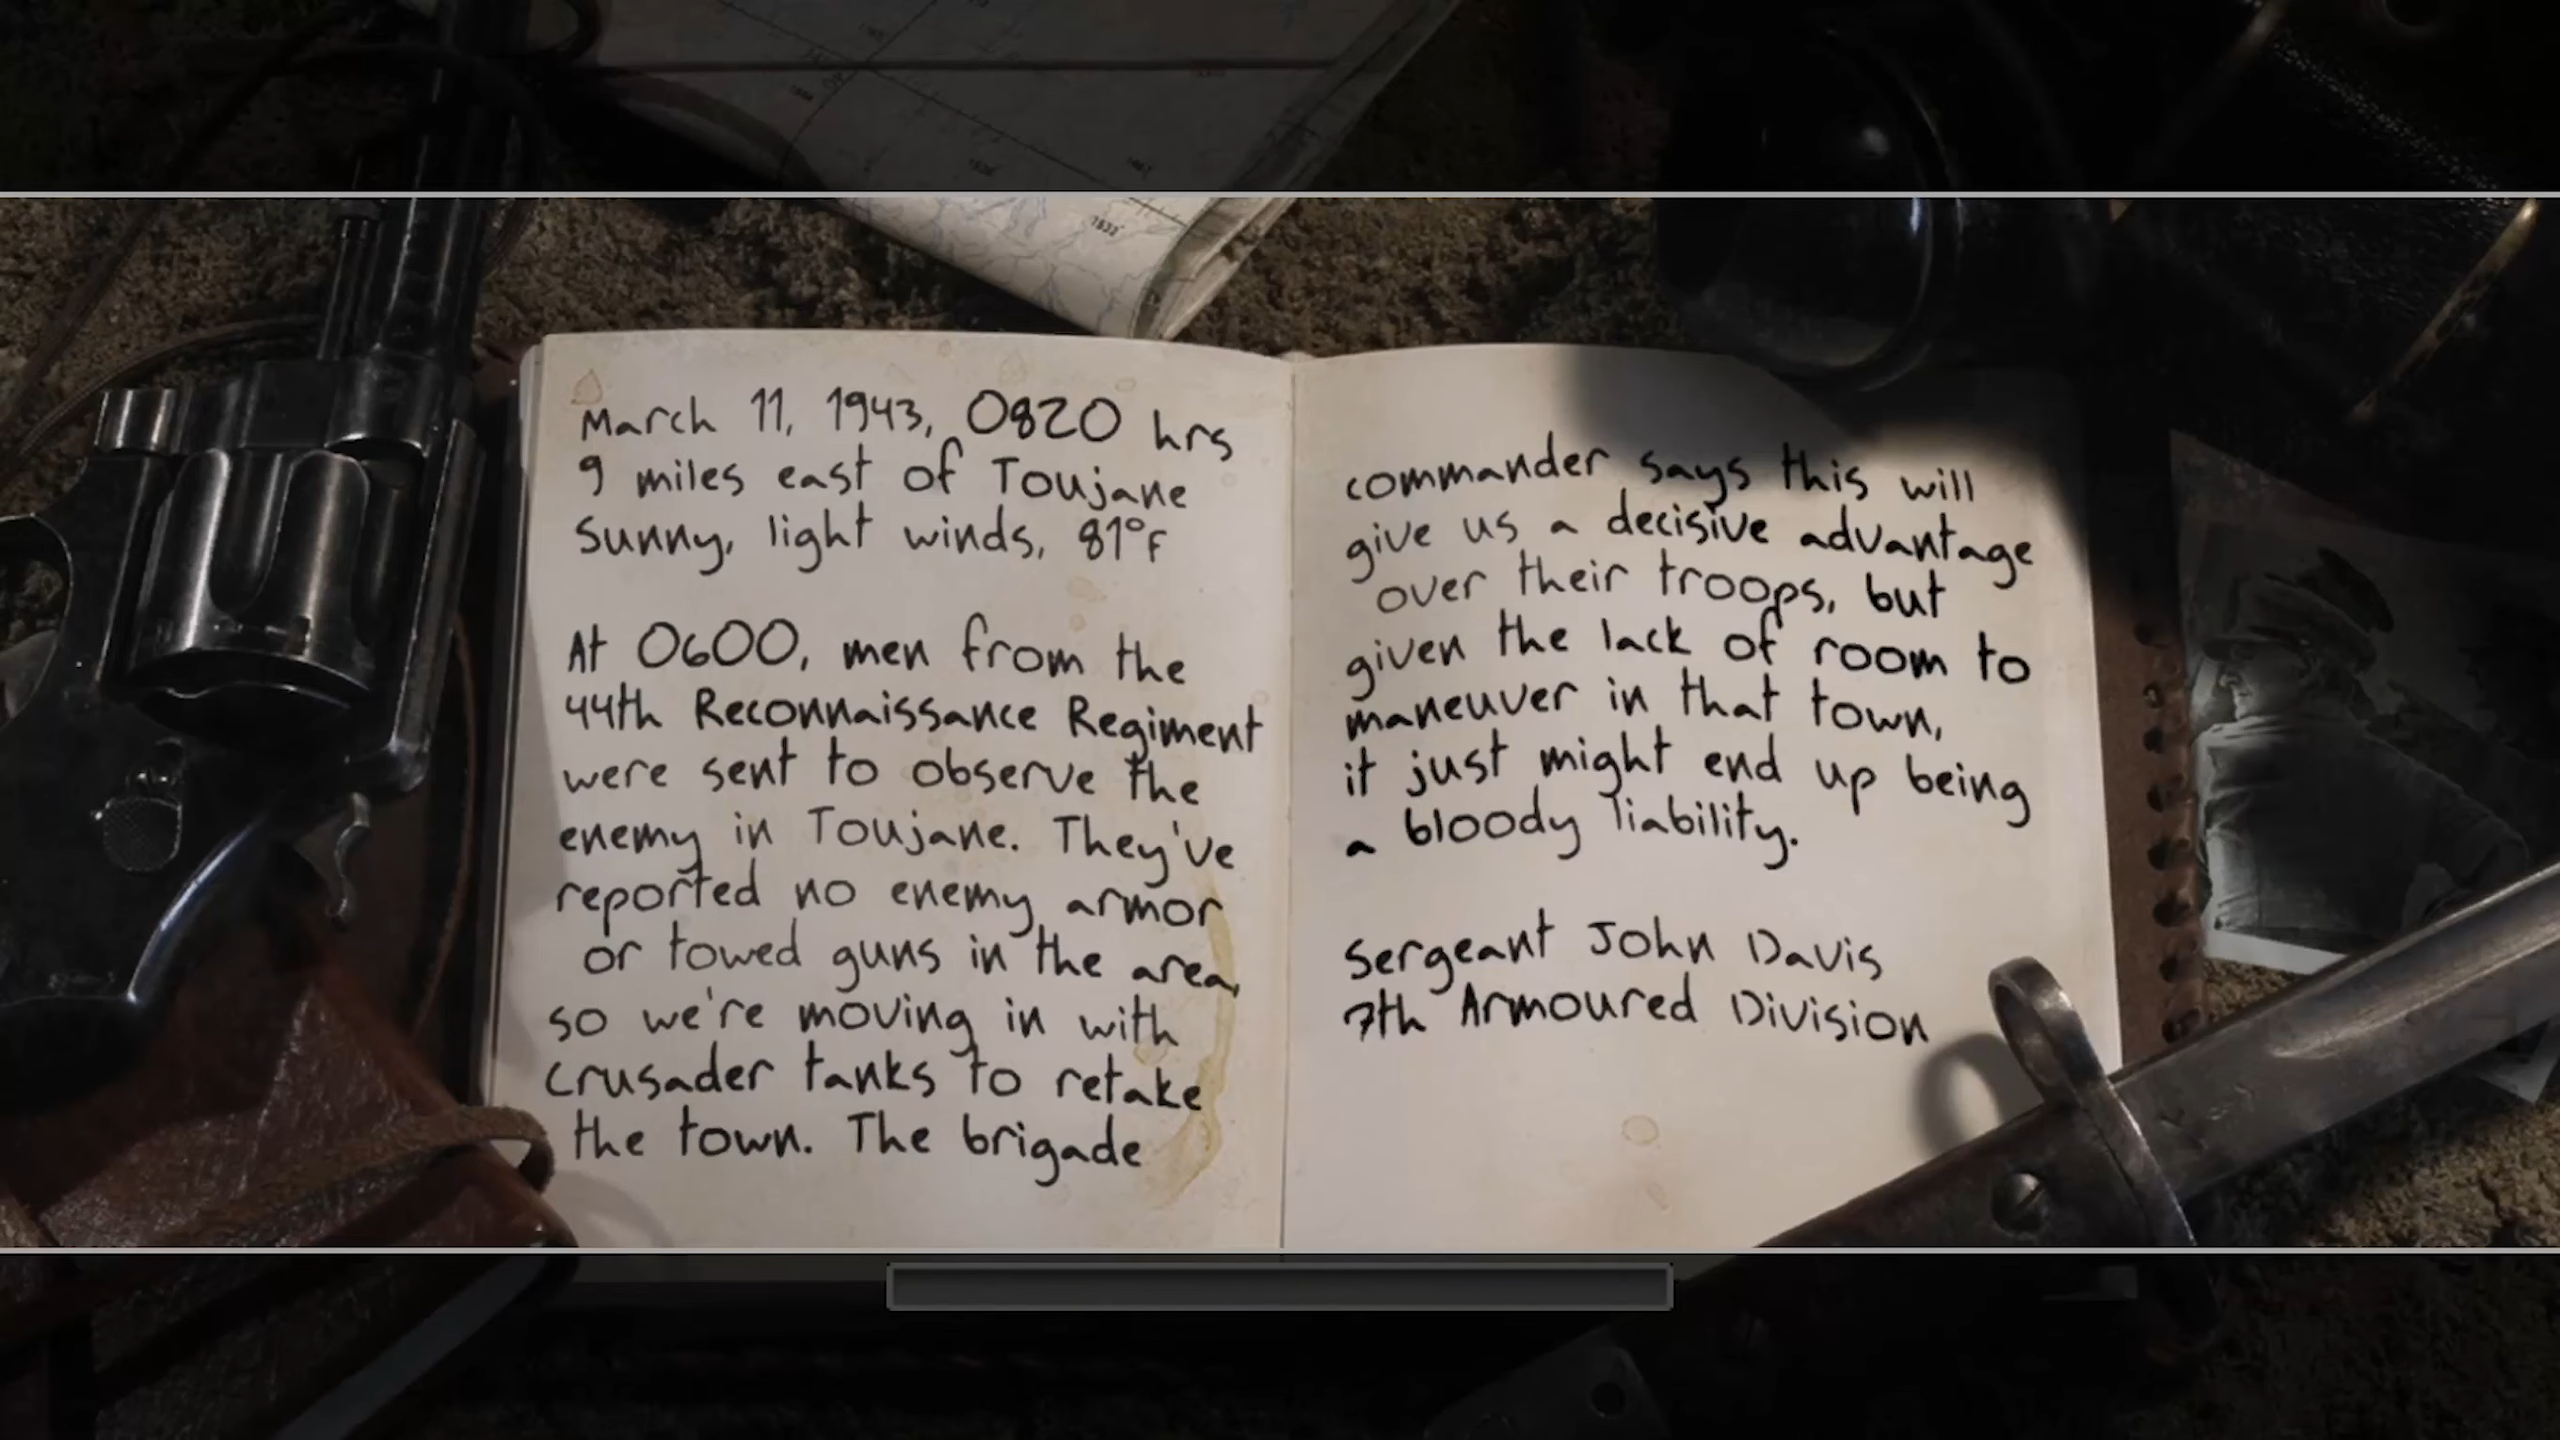 1632
March 11, 1943, 0820 hrs
9 miles east of Toujane
Sunny, light winds, 81°F
At 0600, men from the
44th Reconnaissance Regiment
were sent to observe the
enemy in Toujane. They've
reported no enemy armor
or towed guns in the area,
so we're moving in with
crusader tanks to retake
the town. The brigade
commander says this will
give us a decisive advantage
over their troops, but
given the lack of room to
maneuver in that town,
it just might end up being
a bloody liability.
Sergeant John Davis
7th Armoured Division